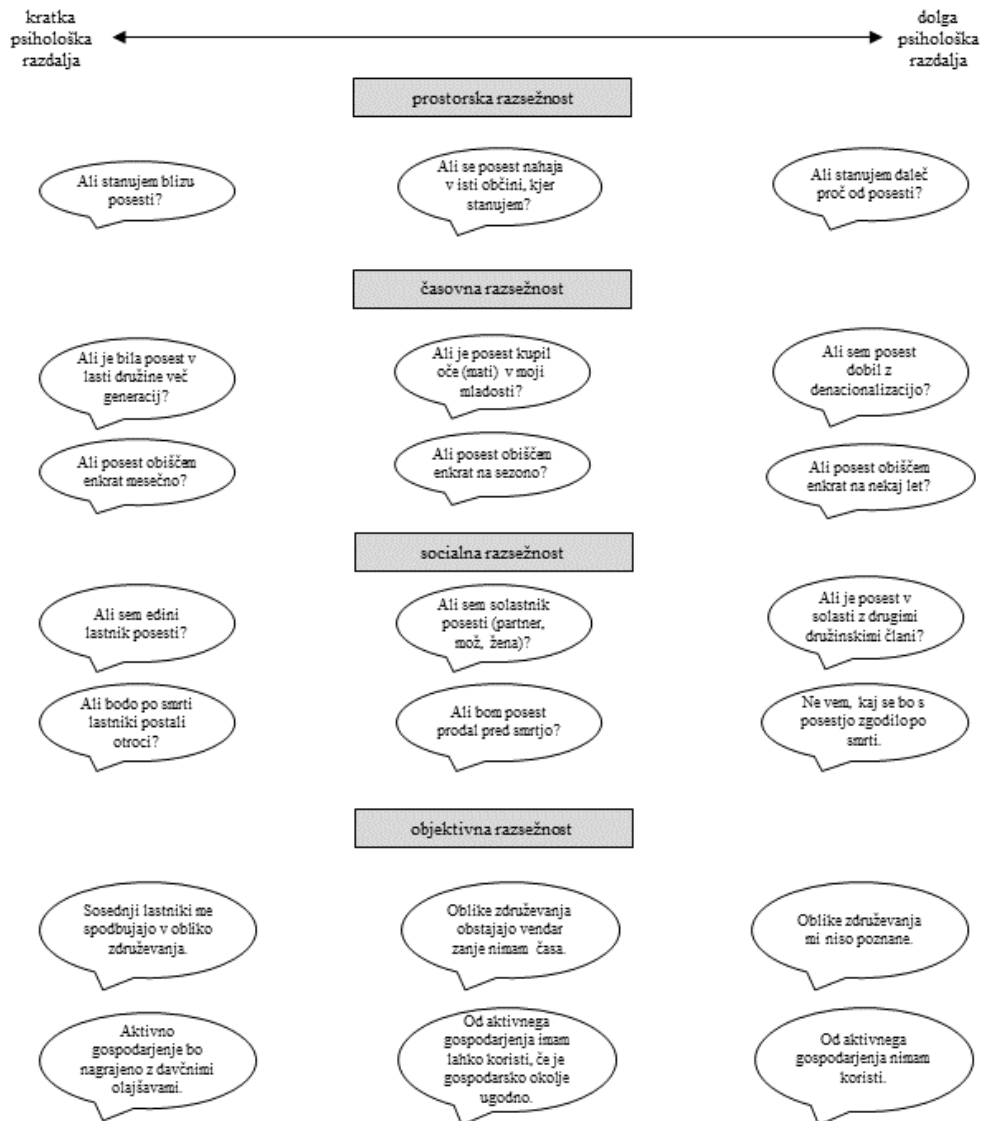 kratka
psihološka
razdalja
dolga
psihološka
razdalja
prostorska razsežnost
Ali stanujem blizu
posesti?
Ali se posest nahaja
v isti občini, kjer
stanujem?
Ali stanujem daleč
proč od posesti?
časovna razsežnost
Ali je bila posest v
lasti družine več
generacij?
Ali je posest kupil
oče (mati) v moji
mladosti?
Ali sem posest
dobil z
denacionalizacijo?
Ali posest obiščem
enkrat mesečno?
Ali posest obiščem
enkrat na sezono?
Ali posest obiščem
enkrat na nekaj let?
socialna razsežnost
Ali sem edini
lastnik posesti?
Ali sem solastnik
posesti (partner,
mož, žena)?
Ali je posest v
solasti z drugimi
družinskimi člani?
Ali bodo po smrti
lastniki postali
otroci?
Ali bom posest
prodal pred smrtjo?
Ne vem, kaj se bo s
posestjo zgodilo po
smrti.
objektivna razsežnost
Sosednji lastniki me
spodbujajo v obliko
združevanja.
Oblike združevanja
obstajajo vendar
zanje nimam časa.
Oblike združevanja
mi niso poznane.
Aktivno
gospodarjenje bo
nagrajeno z davčnimi
olajšavami.
Od aktivnega
gospodarjenja imam
lahko koristi, če je
gospodarsko okolje
ugodno.
Od aktivnega
gospodarjenja nimam
koristi.